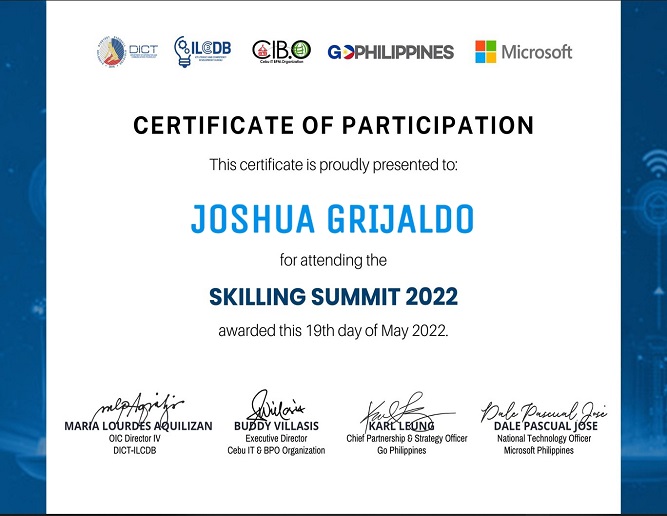 DICT
ILCDB
CIB.O
Cebu IT BPM.Organization
GOPHILIPPINES
Microsoft
CERTIFICATE OF PARTICIPATION
This certificate is proudly presented to:
JOSHUA GRIJALDO
for attending the
SKILLING SUMMIT 2022
awarded this 19th day of May 2022.
Dale Pascual Jose
MARIA LOURDES AQUILIZAN
OIC Director IV
DICT-ILCDB
BUDDY VILLASIS
Executive Director
Cebu IT & BPO Organization
KARL LEUNG
Chief Partnership & Strategy Officer
Go Philippines
DALE PASCUAL JOSE
National Technology Officer
Microsoft Philippines